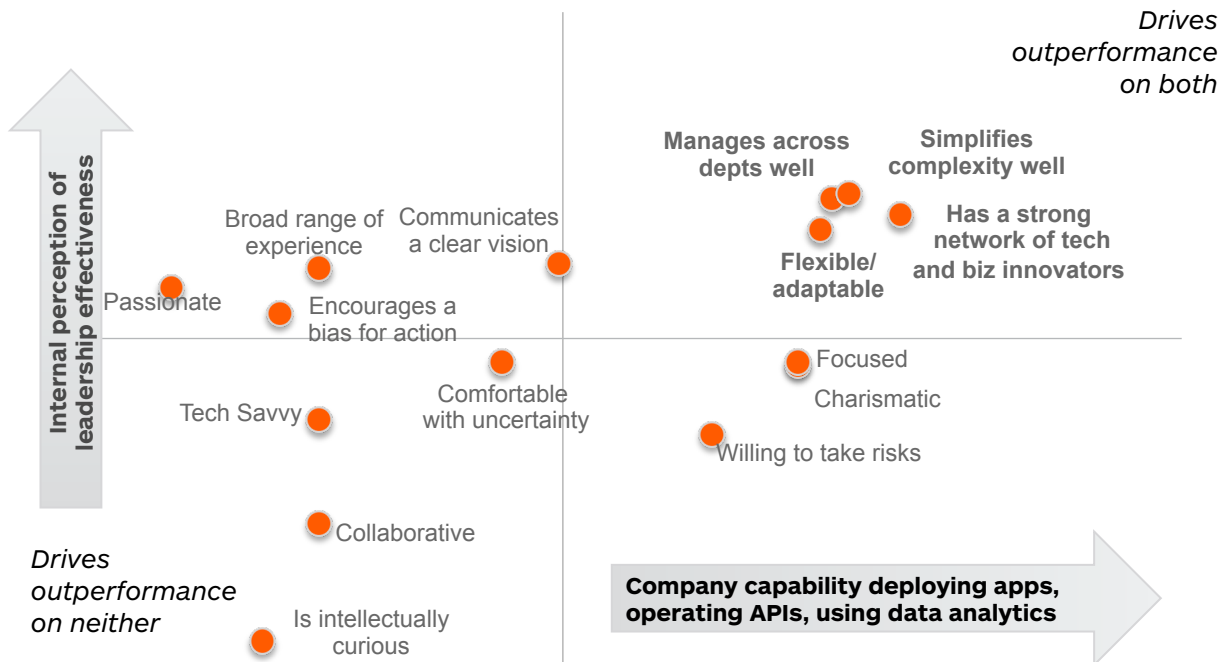 Drives
outperformance
on both
Internal perception of
leadership effectiveness
Manages across
depts well
Simplifies
complexity well
Broad range of
experience
Communicates
a clear vision
Has a strong
network of tech
and biz innovators
Flexible/
adaptable
Passionate
Encourages a
bias for action
Focused
Charismatic
Comfortable
with uncertainty
Tech Savvy
Willing to take risks
Collaborative
Drives
outperformance
on neither
Company capability deploying apps,
operating APIs, using data analytics
Is intellectually
curious